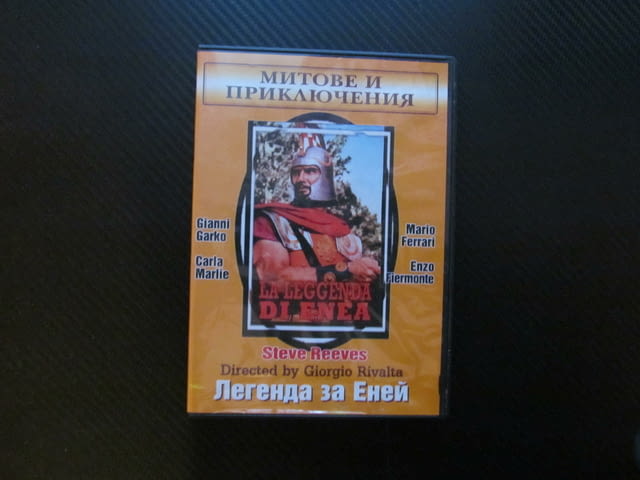 МИТОВЕ И
ПРИКЛЮЧЕНИЯ
Gianni
Garko
Mario
Ferrari
Carla
Marlie
Enzo
Fiermonte
LA LEGGENDA
DI ENEA
Steve Reeves
Directed by Giorgio Rivalta
Легенда за Еней